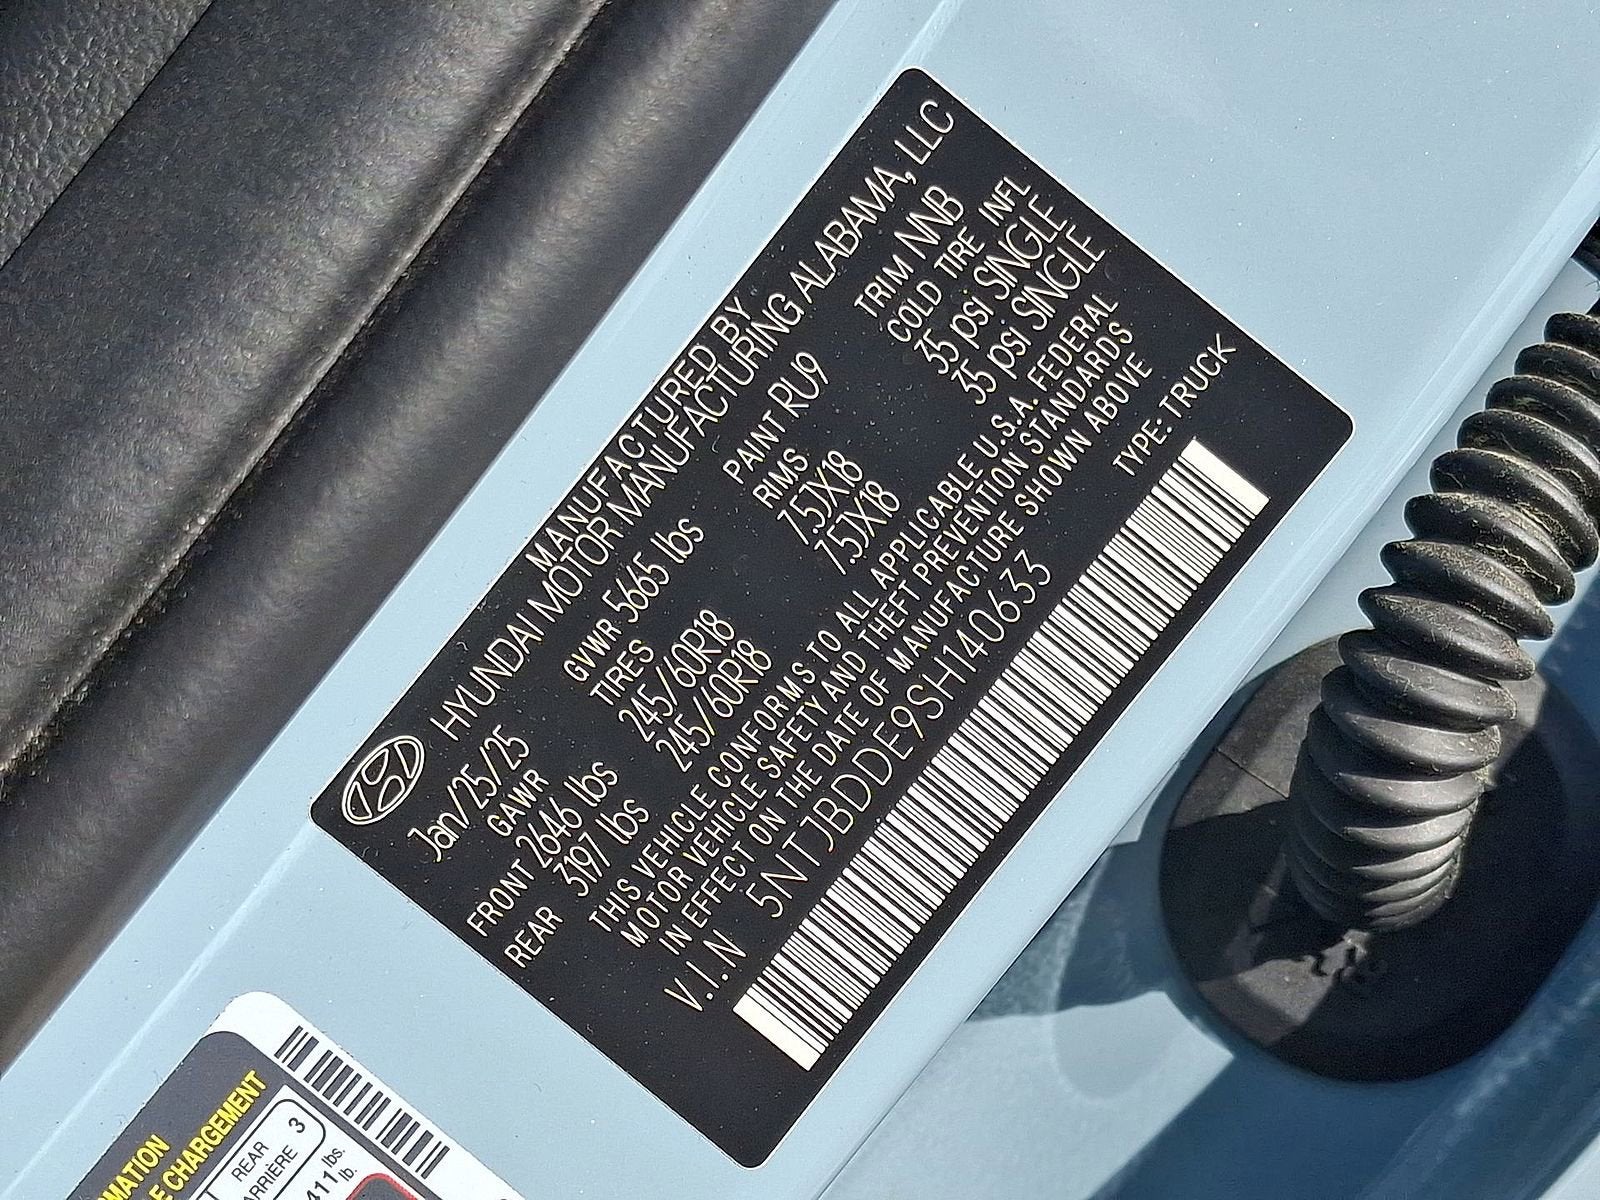 MANUFACTURED BY
HYUNDAI MOTOR MANUFACTURING ALABAMA, LLC
Jan/25/25 GVWR 5665 lbs PAINT RU9 TRIM NNB
GAWR TIRES RIMS COLD TIRE INFL
FRONT 2646 lbs 245/60R18 7.5JX18 35 psi SINGLE
REAR 3197 lbs 245/60R18 7.5JX18 35 psi SINGLE
THIS VEHICLE CONFORMS TO ALL APPLICABLE U.S.A. FEDERAL
MOTOR VEHICLE SAFETY AND THEFT PREVENTION STANDARDS
IN EFFECT ON THE DATE OF MANUFACTURE SHOWN ABOVE
V.I.N 5NTJBDDE9SH140633 TYPE: TRUCK
CHARGEMENT
REAR 3
411 lbs.
lb.